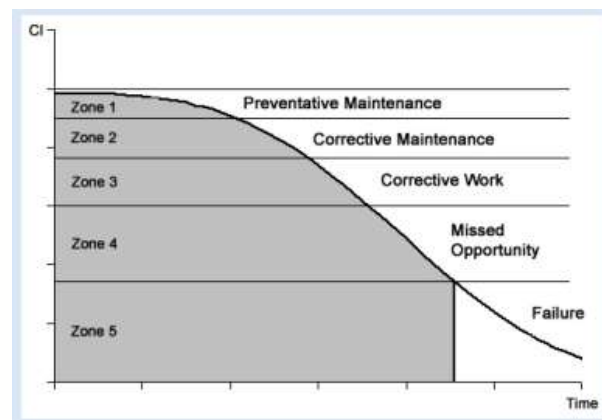 CI
Zone 1 Preventative Maintenance
Zone 2 Corrective Maintenance
Zone 3 Corrective Work
Zone 4 Missed
Opportunity
Zone 5 Failure
Time